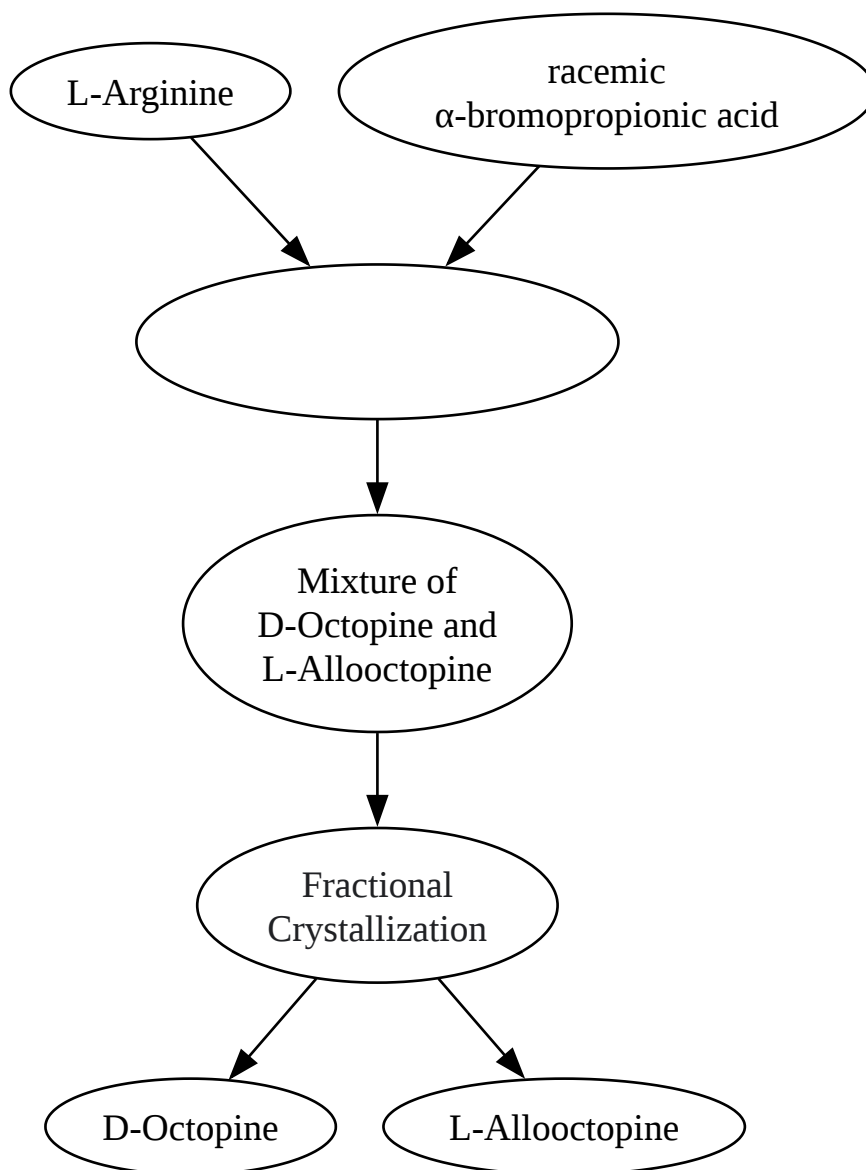 L-Arginine
racemic
α-bromopropionic acid
Mixture of
D-Octopine and
L-Allooctopine
Fractional
Crystallization
D-Octopine
L-Allooctopine